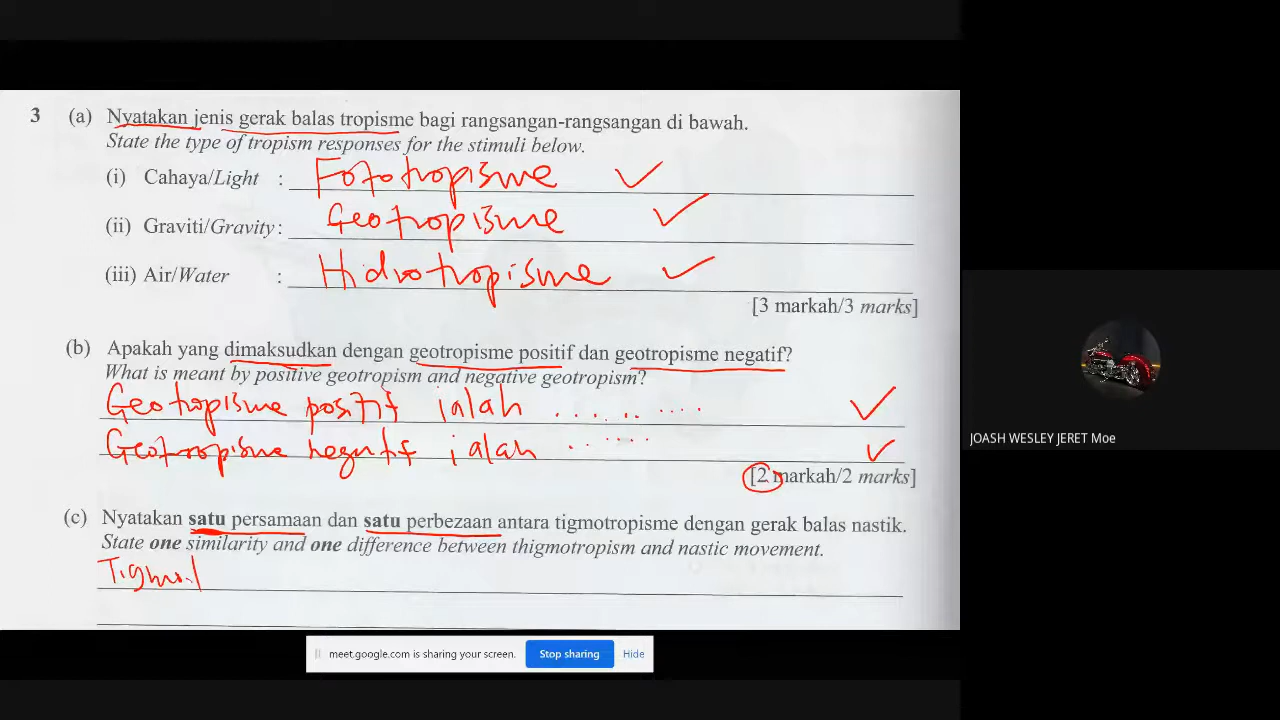 3 (a) Nyatakan jenis gerak balas tropisme bagi rangsangan-rangsangan di bawah.
State the type of tropism responses for the stimuli below.
(i) Cahaya/Light : Fototropisme
(ii) Graviti/Gravity: Geotropisme
(iii) Air/Water : Hidrotropisme
[3 markah/3 marks]
(b) Apakah yang dimaksudkan dengan geotropisme positif dan geotropisme negatif?
What is meant by positive geotropism and negative geotropism?
Geotropisme positif ialah ..........
Geotropisme negatif ialah ......
[2 markah/2 marks]
(c) Nyatakan satu persamaan dan satu perbezaan antara tigmotropisme dengan gerak balas nastik.
State one similarity and one difference between thigmotropism and nastic movement.
JOASH WESLEY JERET Moe
meet.google.com is sharing your screen. Stop sharing Hide